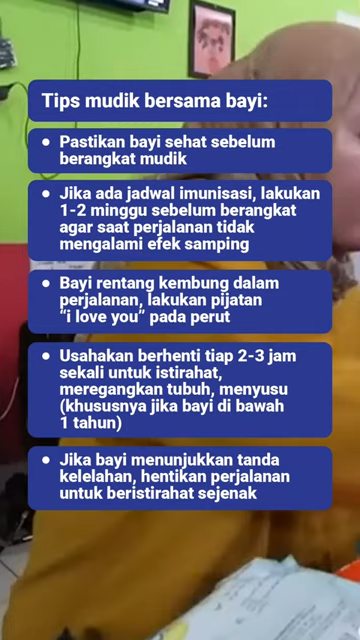 Tips mudik bersama bayi:
• Pastikan bayi sehat sebelum
berangkat mudik
• Jika ada jadwal imunisasi, lakukan
1-2 minggu sebelum berangkat
agar saat perjalanan tidak
mengalami efek samping
• Bayi rentang kembung dalam
perjalanan, lakukan pijatan
“i love you” pada perut
• Usahakan berhenti tiap 2-3 jam
sekali untuk istirahat,
meregangkan tubuh, menyusu
(khususnya jika bayi di bawah
1 tahun)
• Jika bayi menunjukkan tanda
kelelahan, hentikan perjalanan
untuk beristirahat sejenak